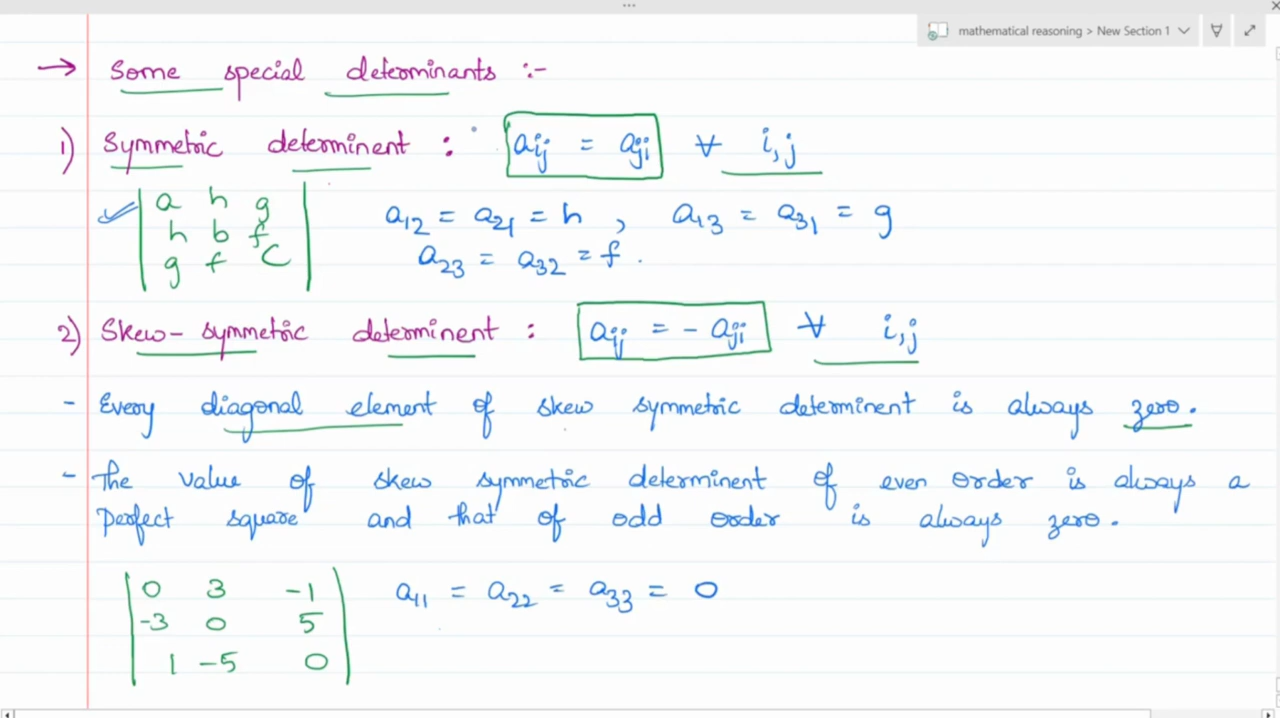 mathematical reasoning > New Section 1
→ Some special determinants :-
1) Symmetric determinent : aij = aji ∀ i,j
| a h g |
| h b f |
| g f c |
a12 = a21 = h , a13 = a31 = g
a23 = a32 = f .
2) Skew-symmetric determinent : aij = - aji ∀ i,j
- Every diagonal element of skew symmetric determinent is always zero.
- The value of skew symmetric determinent of even order is always a
perfect square and that of odd order is always zero.
| 0 3 -1 |
| -3 0 5 |
| 1 -5 0 |
a11 = a22 = a33 = 0